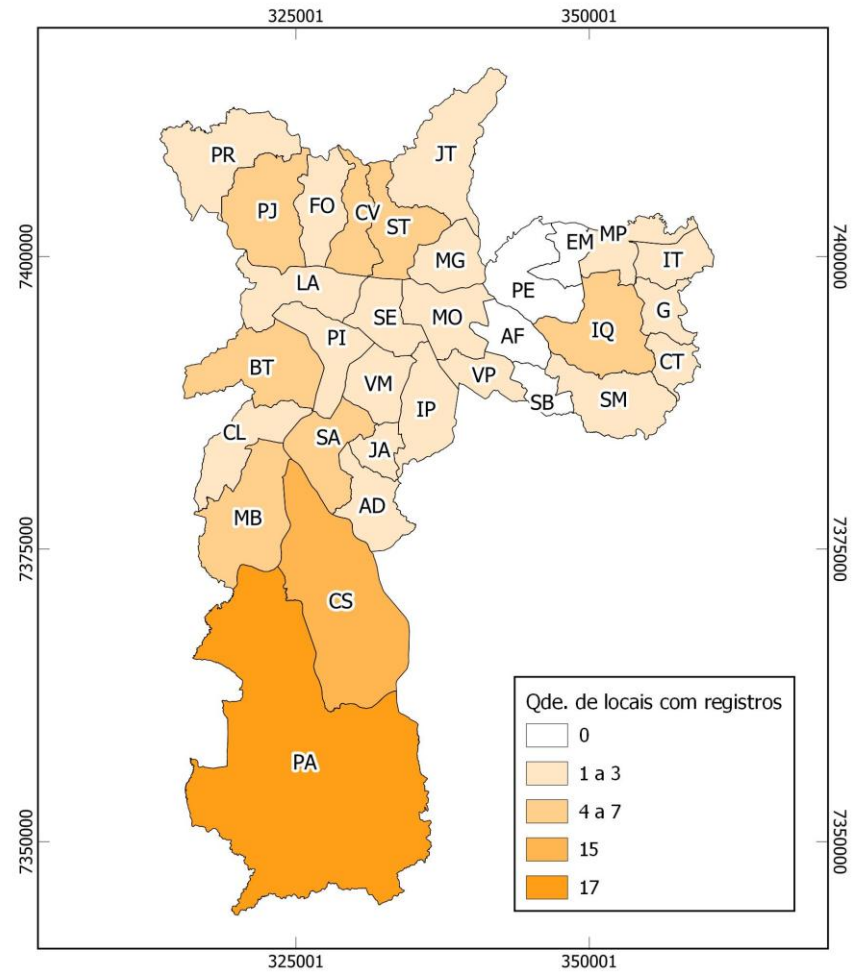 325001
350001
PR
JT
PJ
FO
CV
ST
EM
MP
7400000
7400000
MG
IT
LA
PE
G
SE
MO
IQ
PI
AF
CT
BT
VP
VM
SB
SM
IP
CL
SA
JA
AD
MB
7375000
7375000
CS
Qde. de locais com registros
0
1 a 3
PA
4 a 7
7350000
7350000
15
17
325001
350001